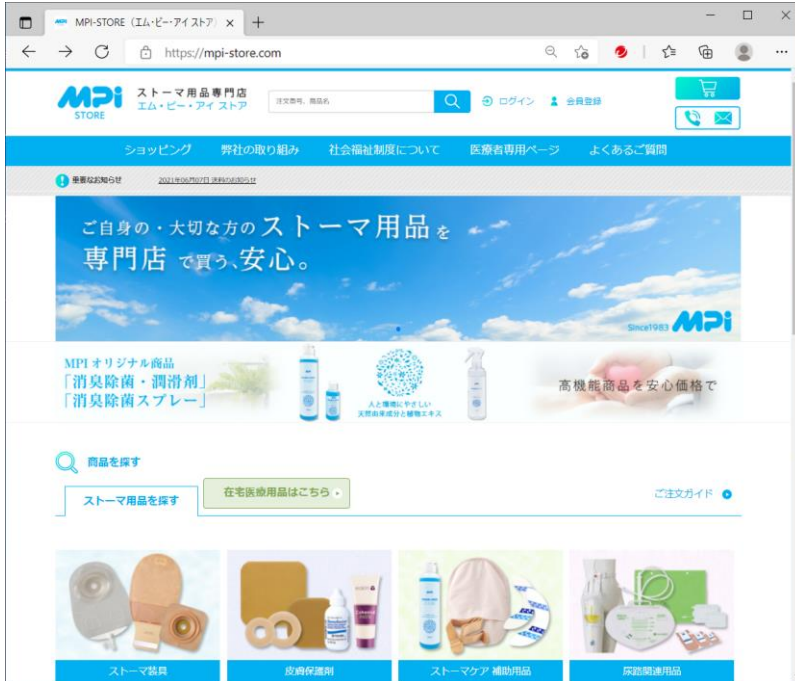 MPI-STORE (エム・ピー・アイ ストア)
https://mpi-store.com
MPi
STORE
ストーマ用品専門店
エム・ピー・アイ ストア
注文番号、商品名
ログイン
会員登録
ショッピング 弊社の取り組み 社会福祉制度について 医療者専用ページ よくあるご質問
重要なお知らせ
2021年06月07日 送料のお知らせ
ご自身の・大切な方のストーマ用品を
専門店で買う、安心。
Since1983 MPi
MPI オリジナル商品
「消臭除菌・潤滑剤」
「消臭除菌スプレー」
人と環境にやさしい
天然由来成分と植物エキス
高機能商品を安心価格で
商品を探す
ストーマ用品を探す
在宅医療用品はこちら
ご注文ガイド
ストーマ装具
皮膚保護剤
ストーマケア 補助用品
尿路関連用品